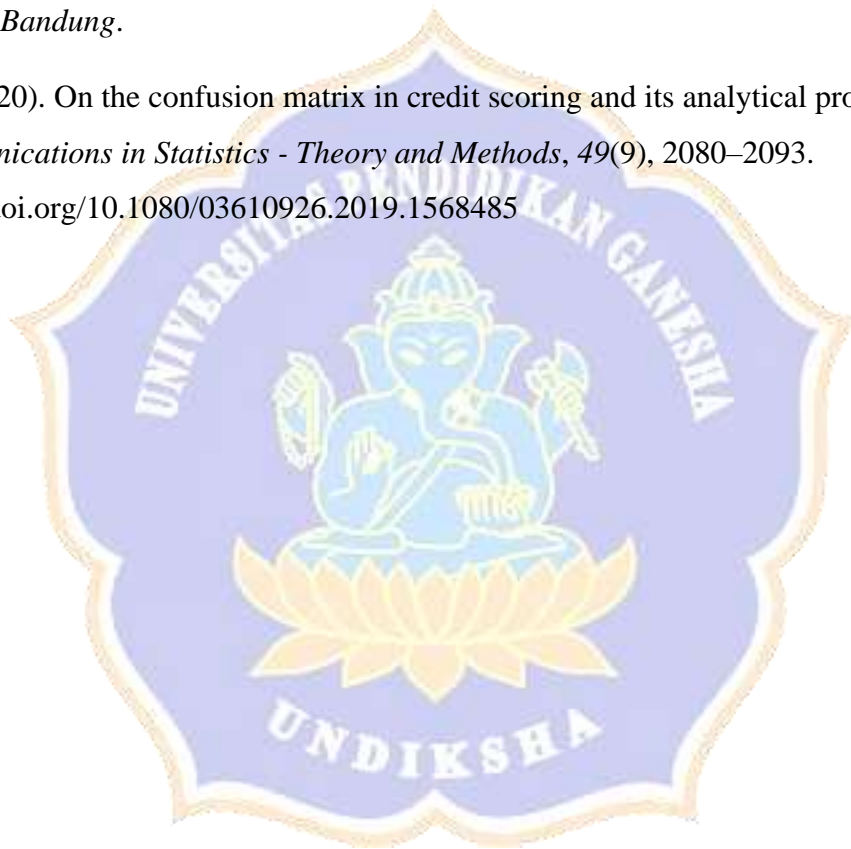 Bandung.
20). On the confusion matrix in credit scoring and its analytical pro
nications in Statistics - Theory and Methods, 49(9), 2080–2093.
doi.org/10.1080/03610926.2019.1568485
UNIVERSITAS PENDIDIKAN GANESHA
UNDIKSHA